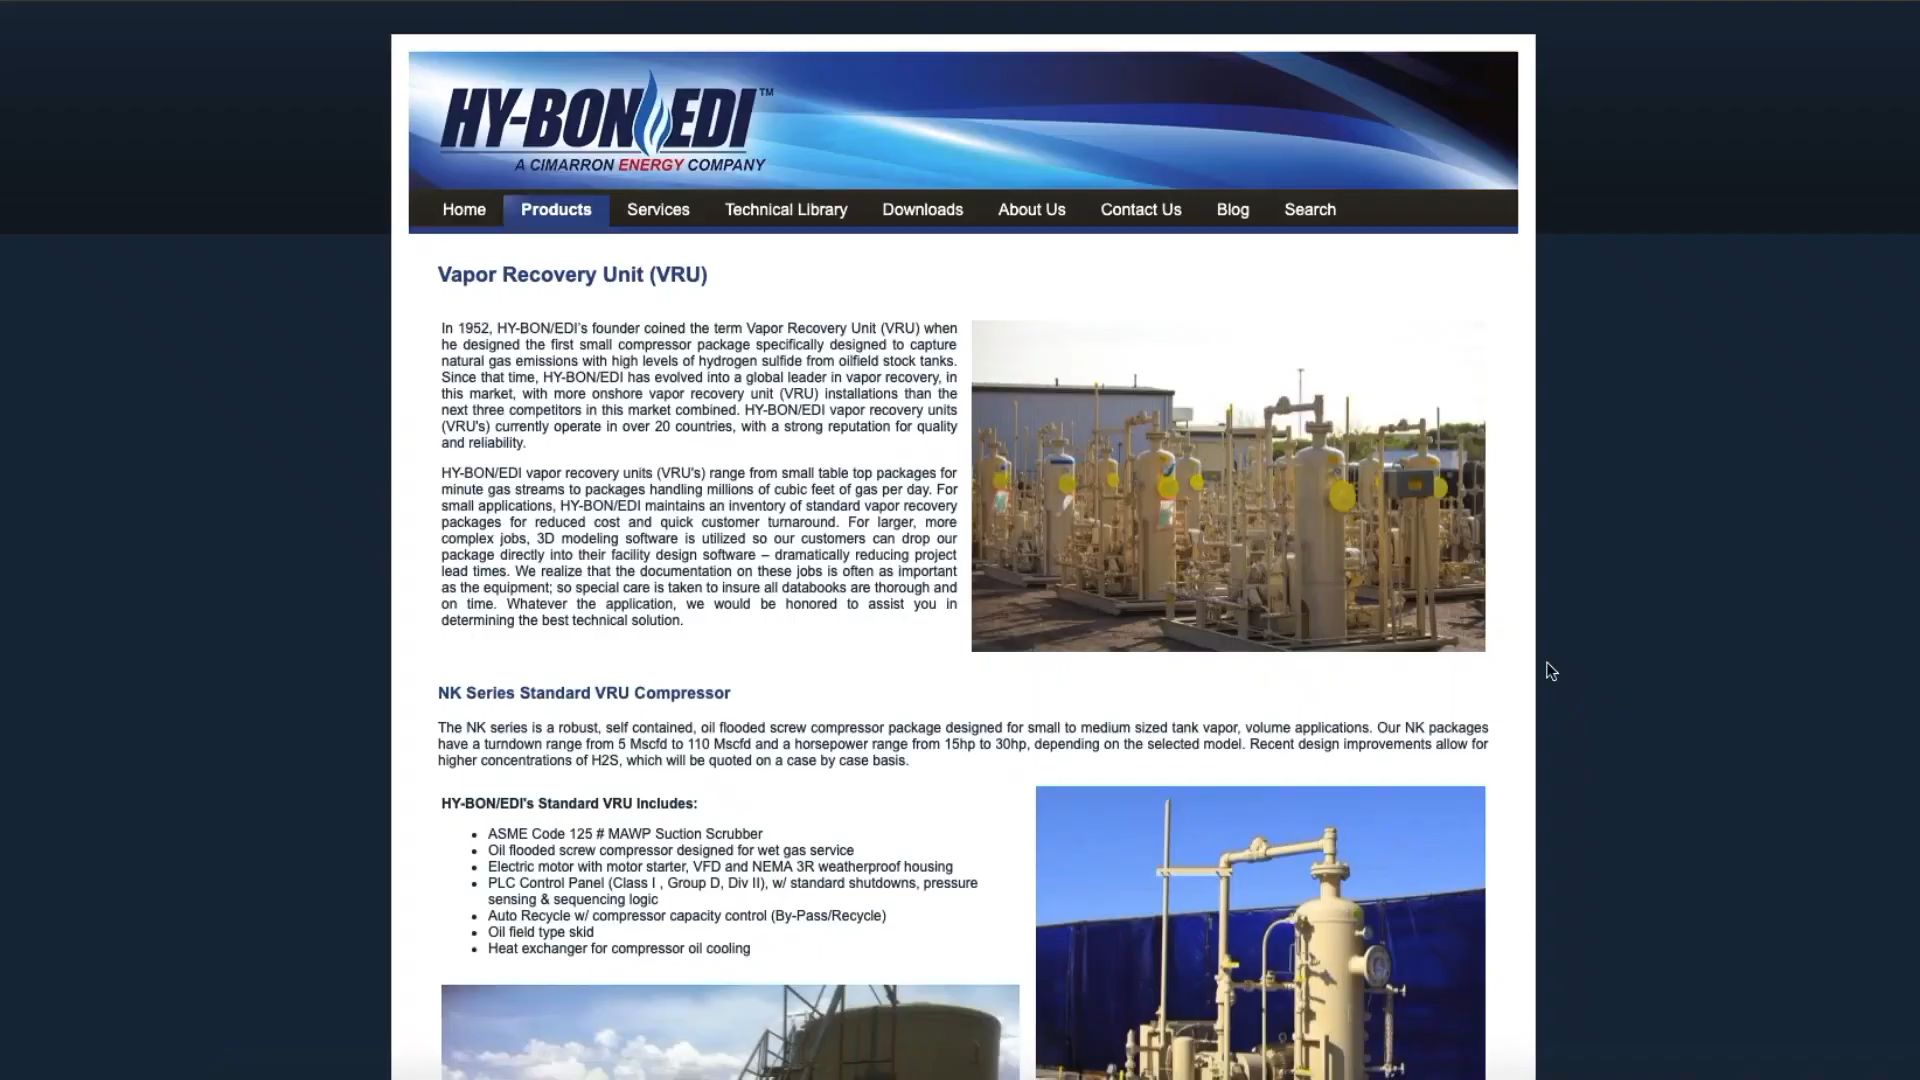 HY-BON EDI™
A CIMARRON ENERGY COMPANY
Home Products Services Technical Library Downloads About Us Contact Us Blog Search
Vapor Recovery Unit (VRU)
In 1952, HY-BON/EDI's founder coined the term Vapor Recovery Unit (VRU) when
he designed the first small compressor package specifically designed to capture
natural gas emissions with high levels of hydrogen sulfide from oilfield stock tanks.
Since that time, HY-BON/EDI has evolved into a global leader in vapor recovery, in
this market, with more onshore vapor recovery unit (VRU) installations than the
next three competitors in this market combined. HY-BON/EDI vapor recovery units
(VRU's) currently operate in over 20 countries, with a strong reputation for quality
and reliability.
HY-BON/EDI vapor recovery units (VRU's) range from small table top packages for
minute gas streams to packages handling millions of cubic feet of gas per day. For
small applications, HY-BON/EDI maintains an inventory of standard vapor recovery
packages for reduced cost and quick customer turnaround. For larger, more
complex jobs, 3D modeling software is utilized so our customers can drop our
package directly into their facility design software – dramatically reducing project
lead times. We realize that the documentation on these jobs is often as important
as the equipment; so special care is taken to insure all databooks are thorough and
on time. Whatever the application, we would be honored to assist you in
determining the best technical solution.
NK Series Standard VRU Compressor
The NK series is a robust, self contained, oil flooded screw compressor package designed for small to medium sized tank vapor, volume applications. Our NK packages
have a turndown range from 5 Mscfd to 110 Mscfd and a horsepower range from 15hp to 30hp, depending on the selected model. Recent design improvements allow for
higher concentrations of H2S, which will be quoted on a case by case basis.
HY-BON/EDI's Standard VRU Includes:
• ASME Code 125 # MAWP Suction Scrubber
• Oil flooded screw compressor designed for wet gas service
• Electric motor with motor starter, VFD and NEMA 3R weatherproof housing
• PLC Control Panel (Class I , Group D, Div II), w/ standard shutdowns, pressure
sensing & sequencing logic
• Auto Recycle w/ compressor capacity control (By-Pass/Recycle)
• Oil field type skid
• Heat exchanger for compressor oil cooling